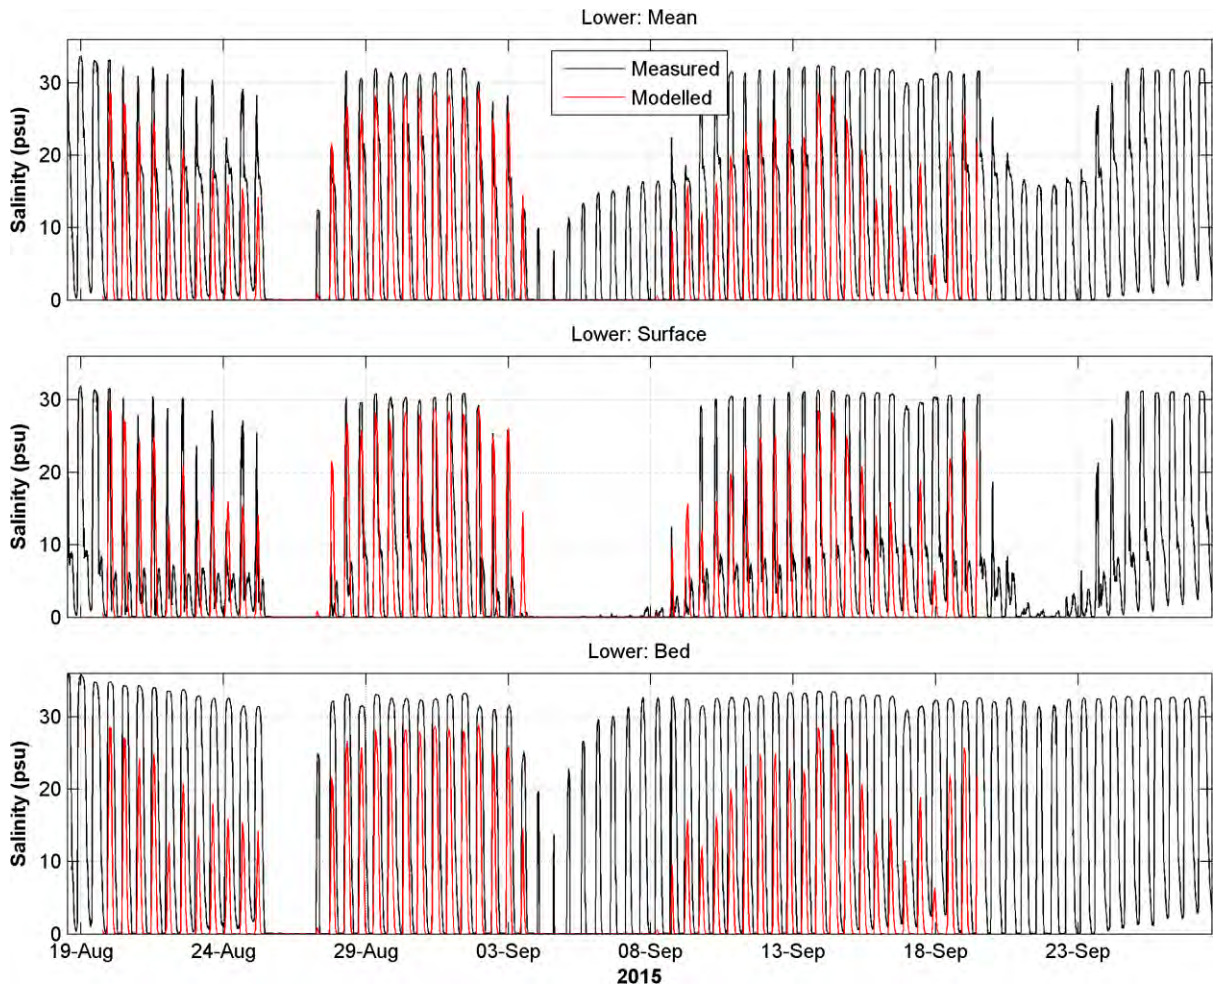 Lower: Mean
Measured
Modelled
Salinity (psu)
30
20
10
0
Lower: Surface
Salinity (psu)
30
20
10
0
Lower: Bed
Salinity (psu)
30
20
10
0
19-Aug 24-Aug 29-Aug 03-Sep 08-Sep 13-Sep 18-Sep 23-Sep
2015